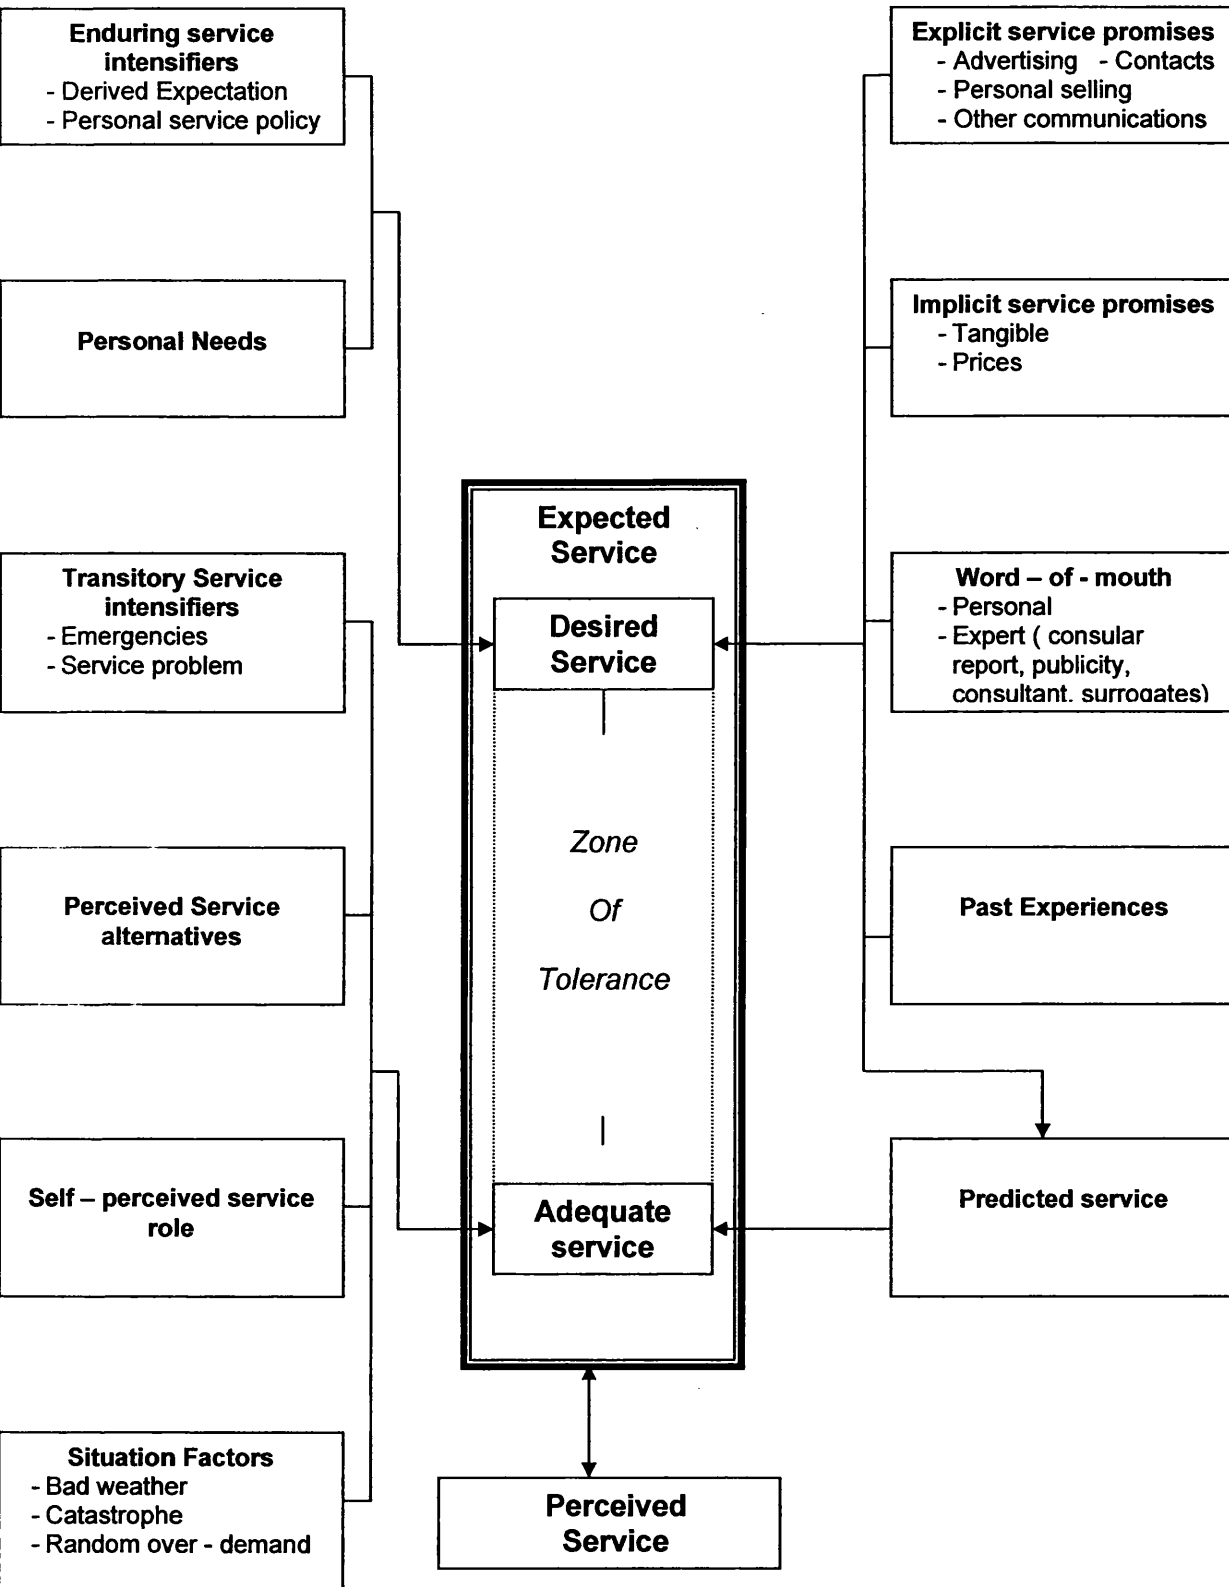 Enduring service
intensifiers
- Derived Expectation
- Personal service policy
Personal Needs
Transitory Service
intensifiers
- Emergencies
- Service problem
Perceived Service
alternatives
Self – perceived service
role
Situation Factors
- Bad weather
- Catastrophe
- Random over - demand
Expected
Service
Desired
Service
Zone
Of
Tolerance
Adequate
service
Perceived
Service
Explicit service promises
- Advertising - Contacts
- Personal selling
- Other communications
Implicit service promises
- Tangible
- Prices
Word – of - mouth
- Personal
- Expert ( consular
report, publicity,
consultant, surrogates)
Past Experiences
Predicted service